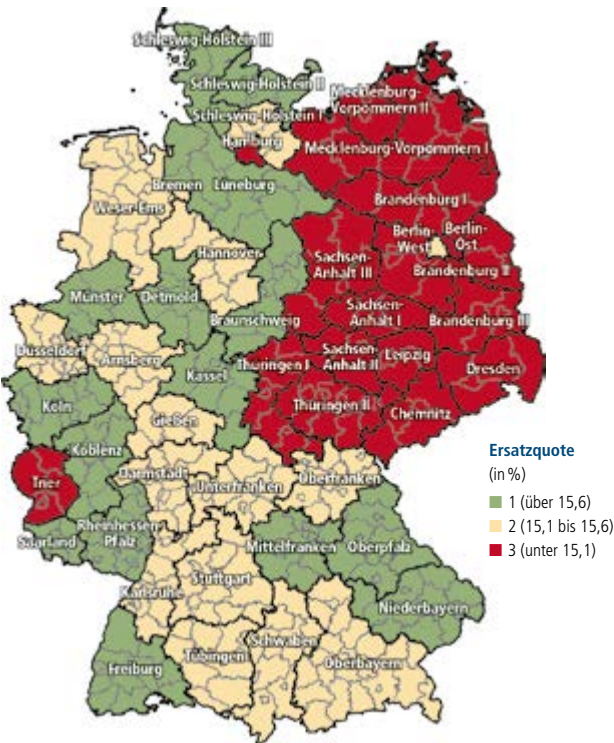 Schleswig-Holstein III
Schleswig-Holstein II
Schleswig-Holstein I
Hamburg
Mecklenburg-
Vorpommern II
Mecklenburg-Vorpommern I
Bremen
Lüneburg
Weser-Ems
Brandenburg I
Berlin-
West
Berlin-
Ost
Hannover
Sachsen-
Anhalt III
Brandenburg II
Münster
Detmold
Braunschweig
Sachsen-
Anhalt I
Brandenburg III
Düsseldorf
Arnsberg
Kassel
Thüringen I
Sachsen-
Anhalt II
Leipzig
Dresden
Köln
Gießen
Thüringen II
Chemnitz
Koblenz
Trier
Darmstadt
Unterfranken
Oberfranken
Saarland
Rheinhessen-
Pfalz
Mittelfranken
Oberpfalz
Karlsruhe
Stuttgart
Niederbayern
Freiburg
Tübingen
Schwaben
Oberbayern
Ersatzquote
(in %)
1 (über 15,6)
2 (15,1 bis 15,6)
3 (unter 15,1)